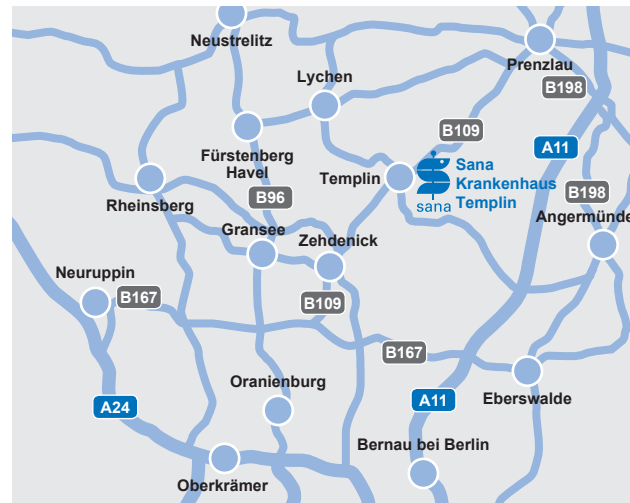 Neustrelitz
Prenzlau
Lychen
B198
B109
A11
Fürstenberg
Havel
Templin
Sana
Krankenhaus
Templin
sana
B198
Rheinsberg
B96
Angermünde
Gransee
Zehdenick
Neuruppin
B167
B109
B167
Oranienburg
Eberswalde
A24
A11
Bernau bei Berlin
Oberkrämer